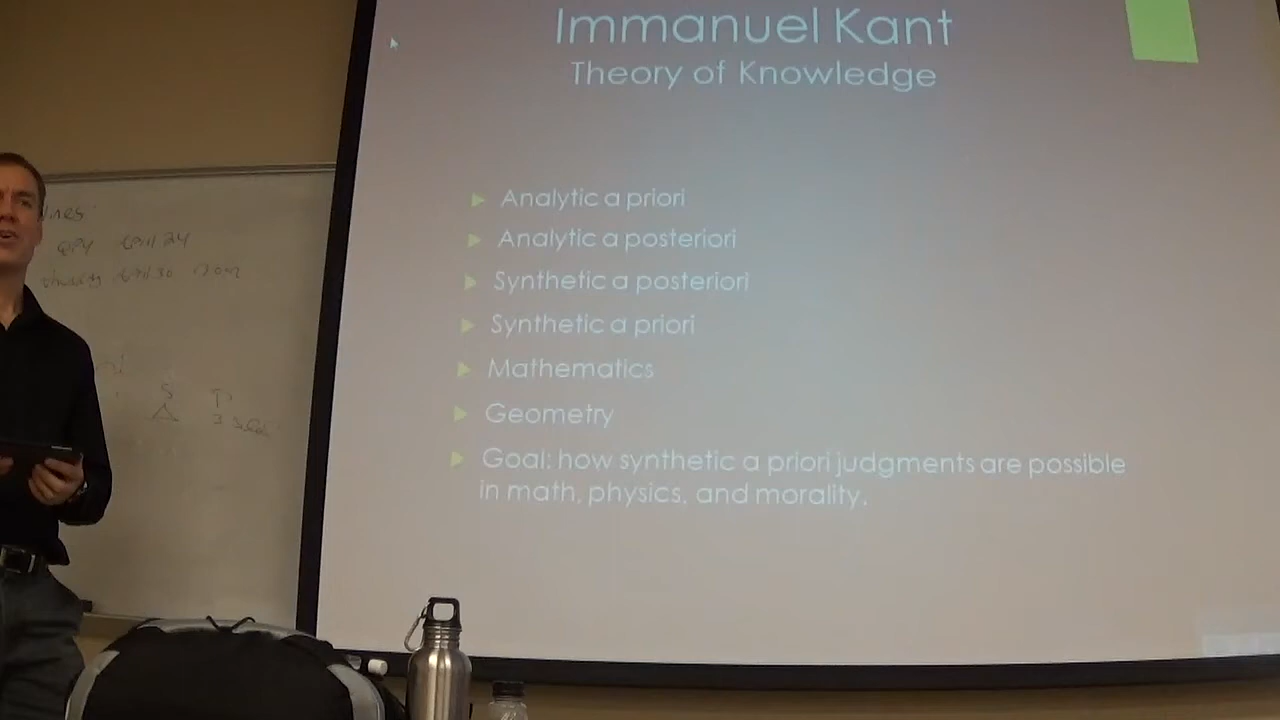 Immanuel Kant
Theory of Knowledge
Analytic a priori
Analytic a posteriori
Synthetic a posteriori
Synthetic a priori
Mathematics
Geometry
Goal: how synthetic a priori judgments are possible
in math, physics, and morality.
S